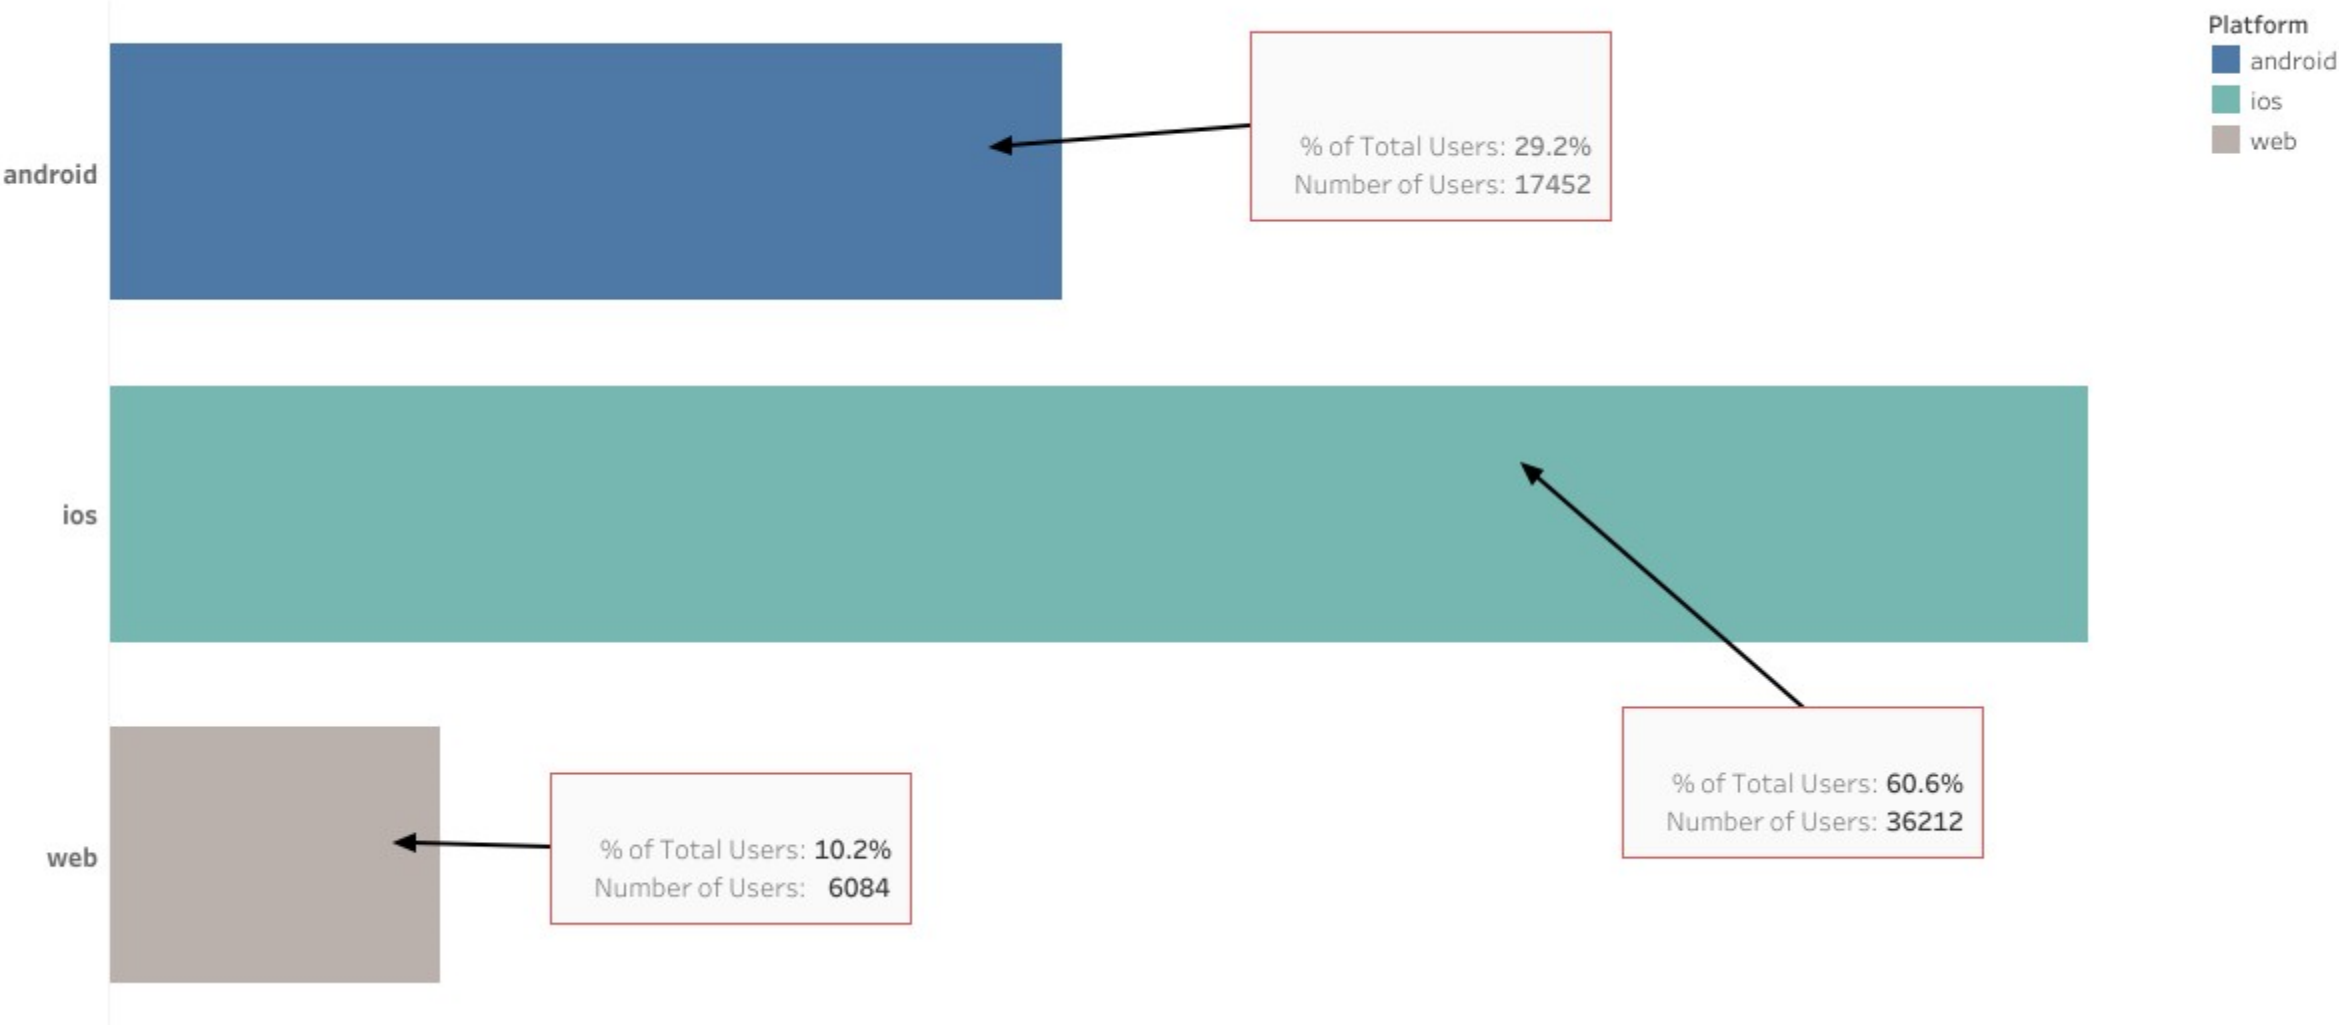 Platform
android
ios
web
android
% of Total Users: 29.2%
Number of Users: 17452
ios
% of Total Users: 60.6%
Number of Users: 36212
web
% of Total Users: 10.2%
Number of Users: 6084